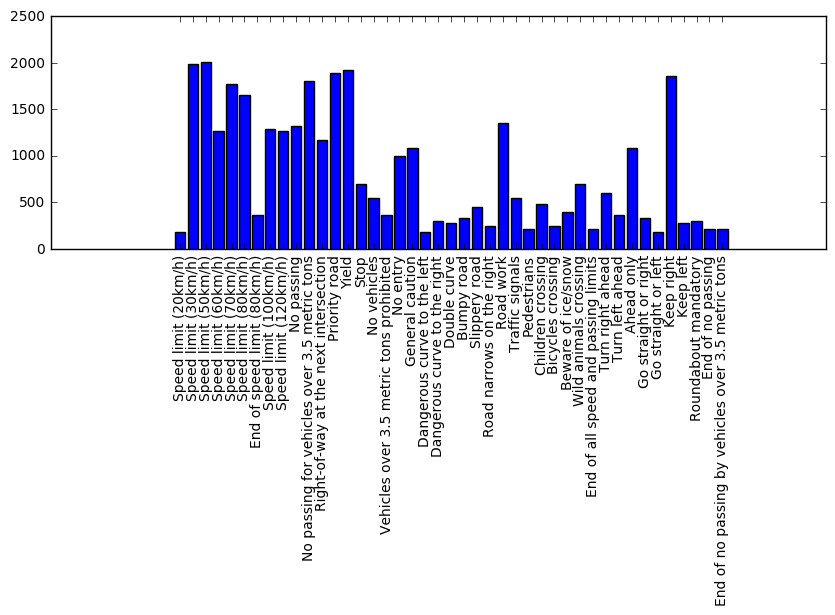 2500
2000
1500
1000
500
0
Speed limit (20km/h)
Speed limit (30km/h)
Speed limit (50km/h)
Speed limit (60km/h)
Speed limit (70km/h)
Speed limit (80km/h)
End of speed limit (80km/h)
Speed limit (100km/h)
Speed limit (120km/h)
No passing
No passing for vehicles over 3.5 metric tons
Right-of-way at the next intersection
Priority road
Yield
Stop
No vehicles
Vehicles over 3.5 metric tons prohibited
No entry
General caution
Dangerous curve to the left
Dangerous curve to the right
Double curve
Bumpy road
Slippery road
Road narrows on the right
Road work
Traffic signals
Pedestrians
Children crossing
Bicycles crossing
Beware of ice/snow
Wild animals crossing
End of all speed and passing limits
Turn right ahead
Turn left ahead
Ahead only
Go straight or right
Go straight or left
Keep right
Keep left
Roundabout mandatory
End of no passing
End of no passing by vehicles over 3.5 metric tons